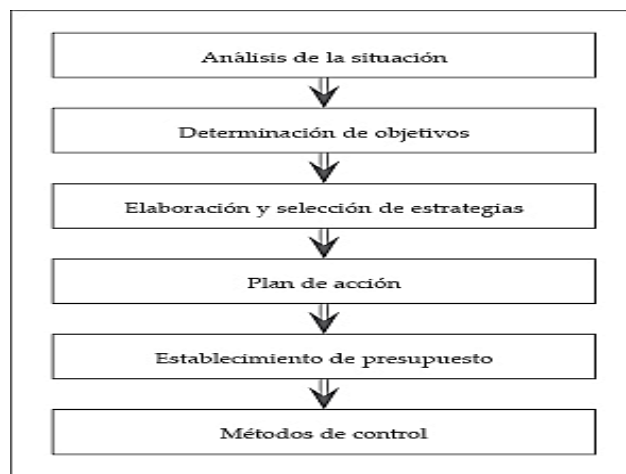 Análisis de la situación
Determinación de objetivos
Elaboración y selección de estrategias
Plan de acción
Establecimiento de presupuesto
Métodos de control